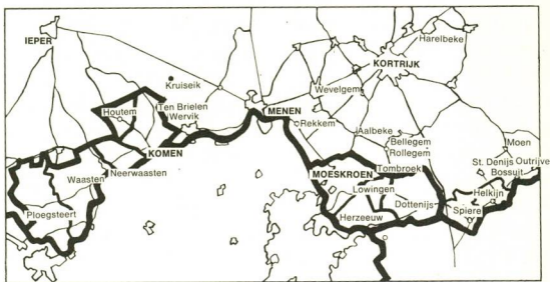 IEPER
Harelbeke
KORTRIJK
Kruiseik
Wevelgem
Houtem
Ten Brielen
Wervik
MENEN
Rekkem
Aalbeke
Bellegem
Rollegem
Moen
KOMEN
Tombroek
St. Denijs
Outrijve
Bossuit
Neerwaasten
Waasten
MOESKROEN
Lowingen
Helkijn
Dottenijs
Spiere
Ploegsteert
Herzeeuw